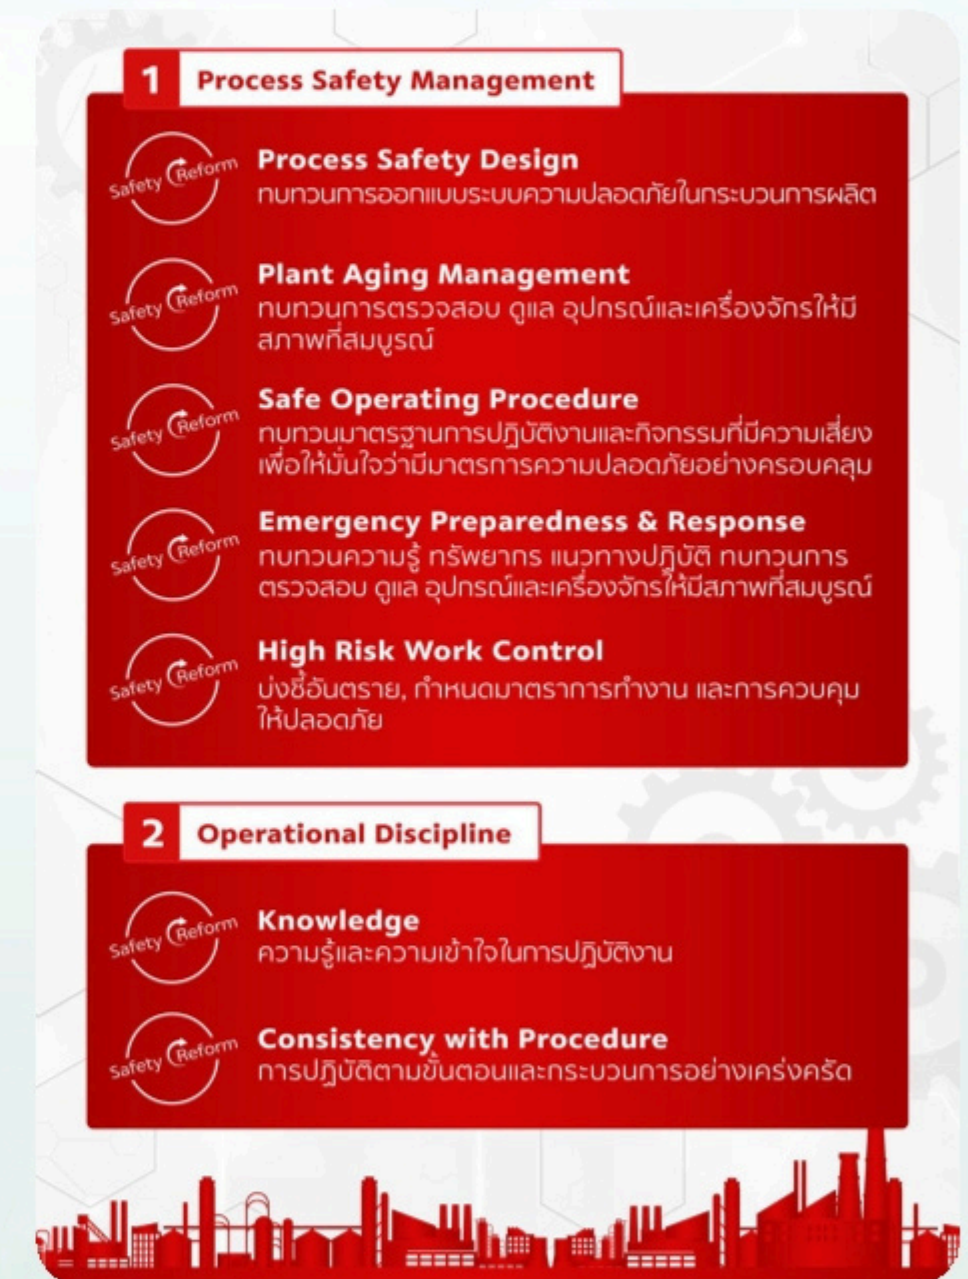 1 Process Safety Management
Safety Reform
Process Safety Design
ทบทวนการออกแบบระบบความปลอดภัยในกระบวนการผลิต
Safety Reform
Plant Aging Management
ทบทวนการตรวจสอบ ดูแล อุปกรณ์และเครื่องจักรให้มี
สภาพที่สมบูรณ์
Safety Reform
Safe Operating Procedure
ทบทวนมาตรฐานการปฏิบัติงานและกิจกรรมที่มีความเสี่ยง
เพื่อให้มั่นใจว่ามีมาตรการความปลอดภัยอย่างครอบคลุม
Safety Reform
Emergency Preparedness & Response
ทบทวนความรู้ ทรัพยากร แนวทางปฏิบัติ ทบทวนการ
ตรวจสอบ ดูแล อุปกรณ์และเครื่องจักรให้มีสภาพที่สมบูรณ์
Safety Reform
High Risk Work Control
บ่งชี้อันตราย, กำหนดมาตราการทำงาน และการควบคุม
ให้ปลอดภัย
2 Operational Discipline
Safety Reform
Knowledge
ความรู้และความเข้าใจในการปฏิบัติงาน
Safety Reform
Consistency with Procedure
การปฏิบัติตามขั้นตอนและกระบวนการอย่างเคร่งครัด